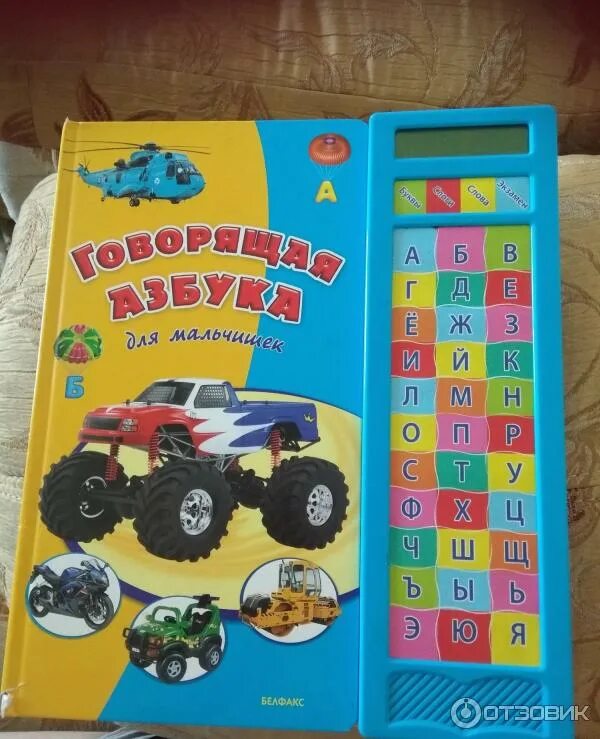 А
ГОВОРЯЩАЯ
АЗБУКА
для мальчишек
Б
БЕЛФАКС
Буквы Слоги Слова Экзамен
А Б В
Г Д Е
Ё Ж З
И Й К
Л М Н
О П Р
С Т У
Ф Х Ц
Ч Ш Щ
Ъ Ы Ь
Э Ю Я
ОТЗОВИК